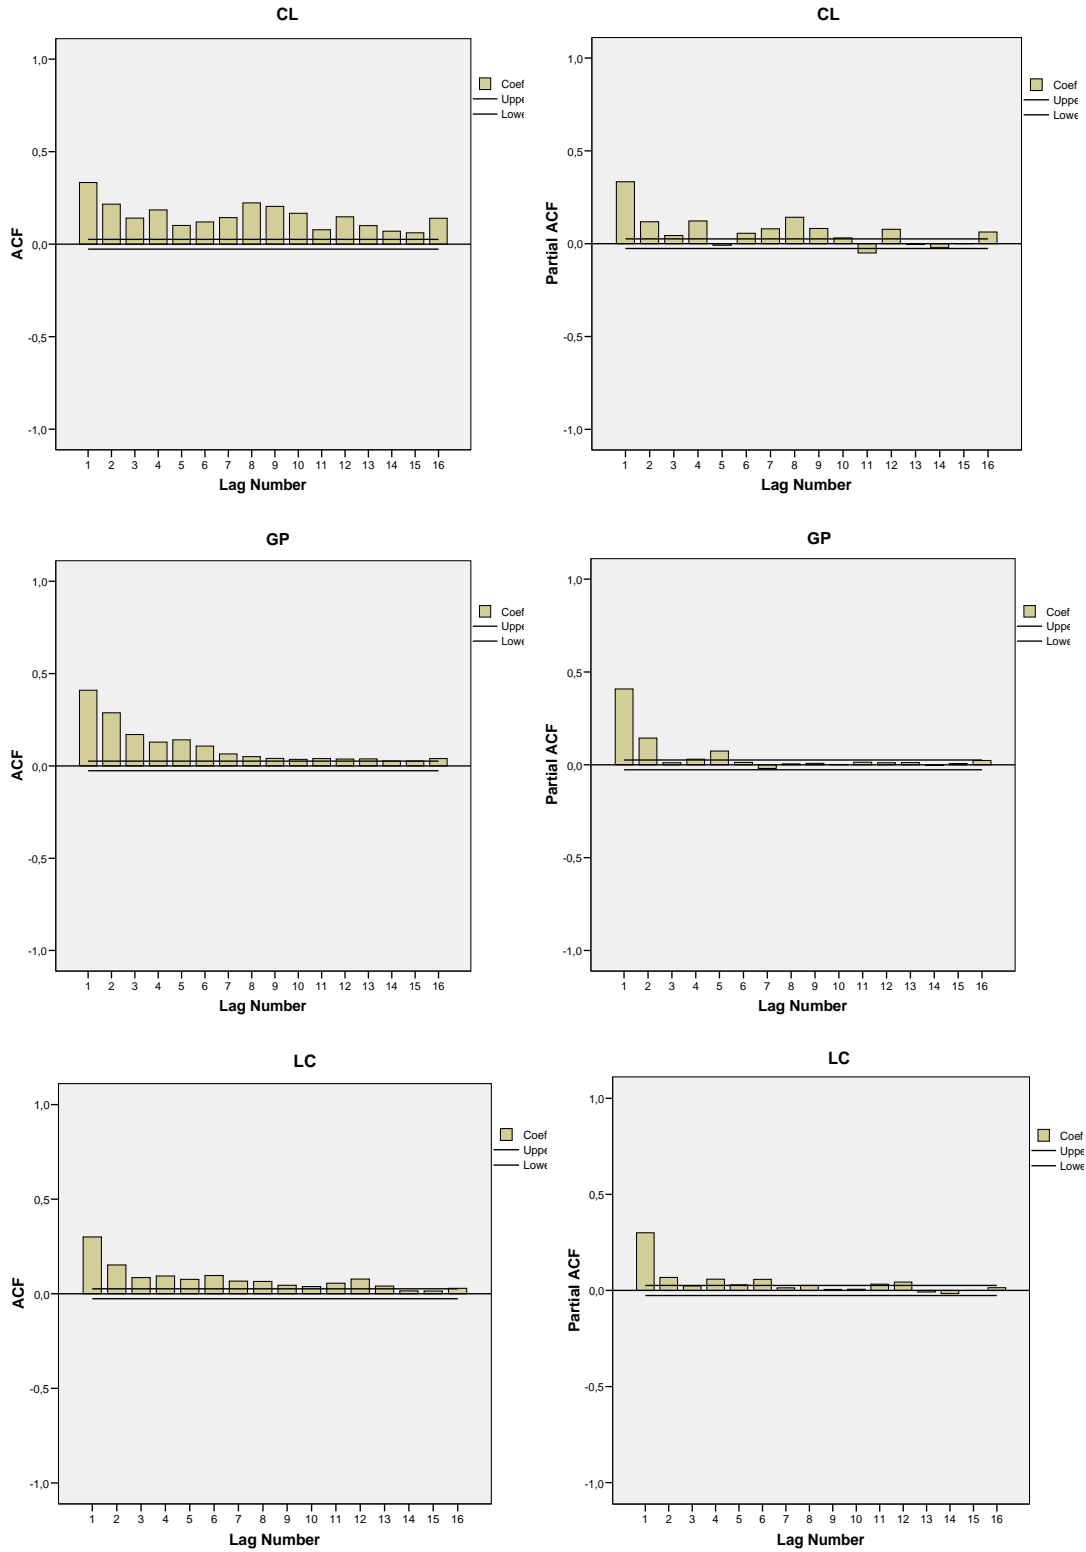 CL
1,0
0,5
0,0
-0,5
-1,0
ACF
1 2 3 4 5 6 7 8 9 10 11 12 13 14 15 16
Lag Number
Coef
Uppe
Lowe
CL
1,0
0,5
0,0
-0,5
-1,0
Partial ACF
1 2 3 4 5 6 7 8 9 10 11 12 13 14 15 16
Lag Number
Coef
Uppe
Lowe
GP
1,0
0,5
0,0
-0,5
-1,0
ACF
1 2 3 4 5 6 7 8 9 10 11 12 13 14 15 16
Lag Number
Coef
Uppe
Lowe
GP
1,0
0,5
0,0
-0,5
-1,0
Partial ACF
1 2 3 4 5 6 7 8 9 10 11 12 13 14 15 16
Lag Number
Coef
Uppe
Lowe
LC
1,0
0,5
0,0
-0,5
-1,0
ACF
1 2 3 4 5 6 7 8 9 10 11 12 13 14 15 16
Lag Number
Coef
Uppe
Lowe
LC
1,0
0,5
0,0
-0,5
-1,0
Partial ACF
1 2 3 4 5 6 7 8 9 10 11 12 13 14 15 16
Lag Number
Coef
Uppe
Lowe